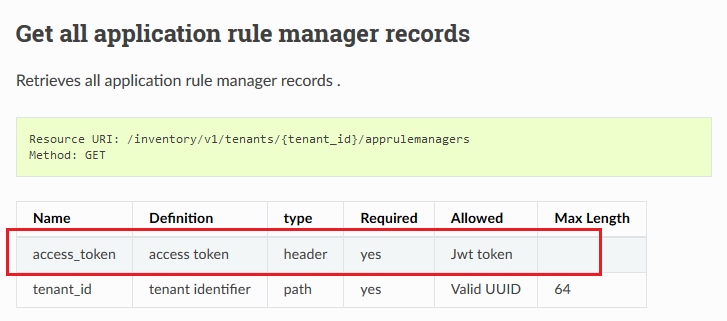 Get all application rule manager records
Retrieves all application rule manager records .
Resource URI: /inventory/v1/tenants/{tenant_id}/apprulemanagers
Method: GET
Name Definition type Required Allowed Max Length
access_token access token header yes Jwt token
tenant_id tenant identifier path yes Valid UUID 64